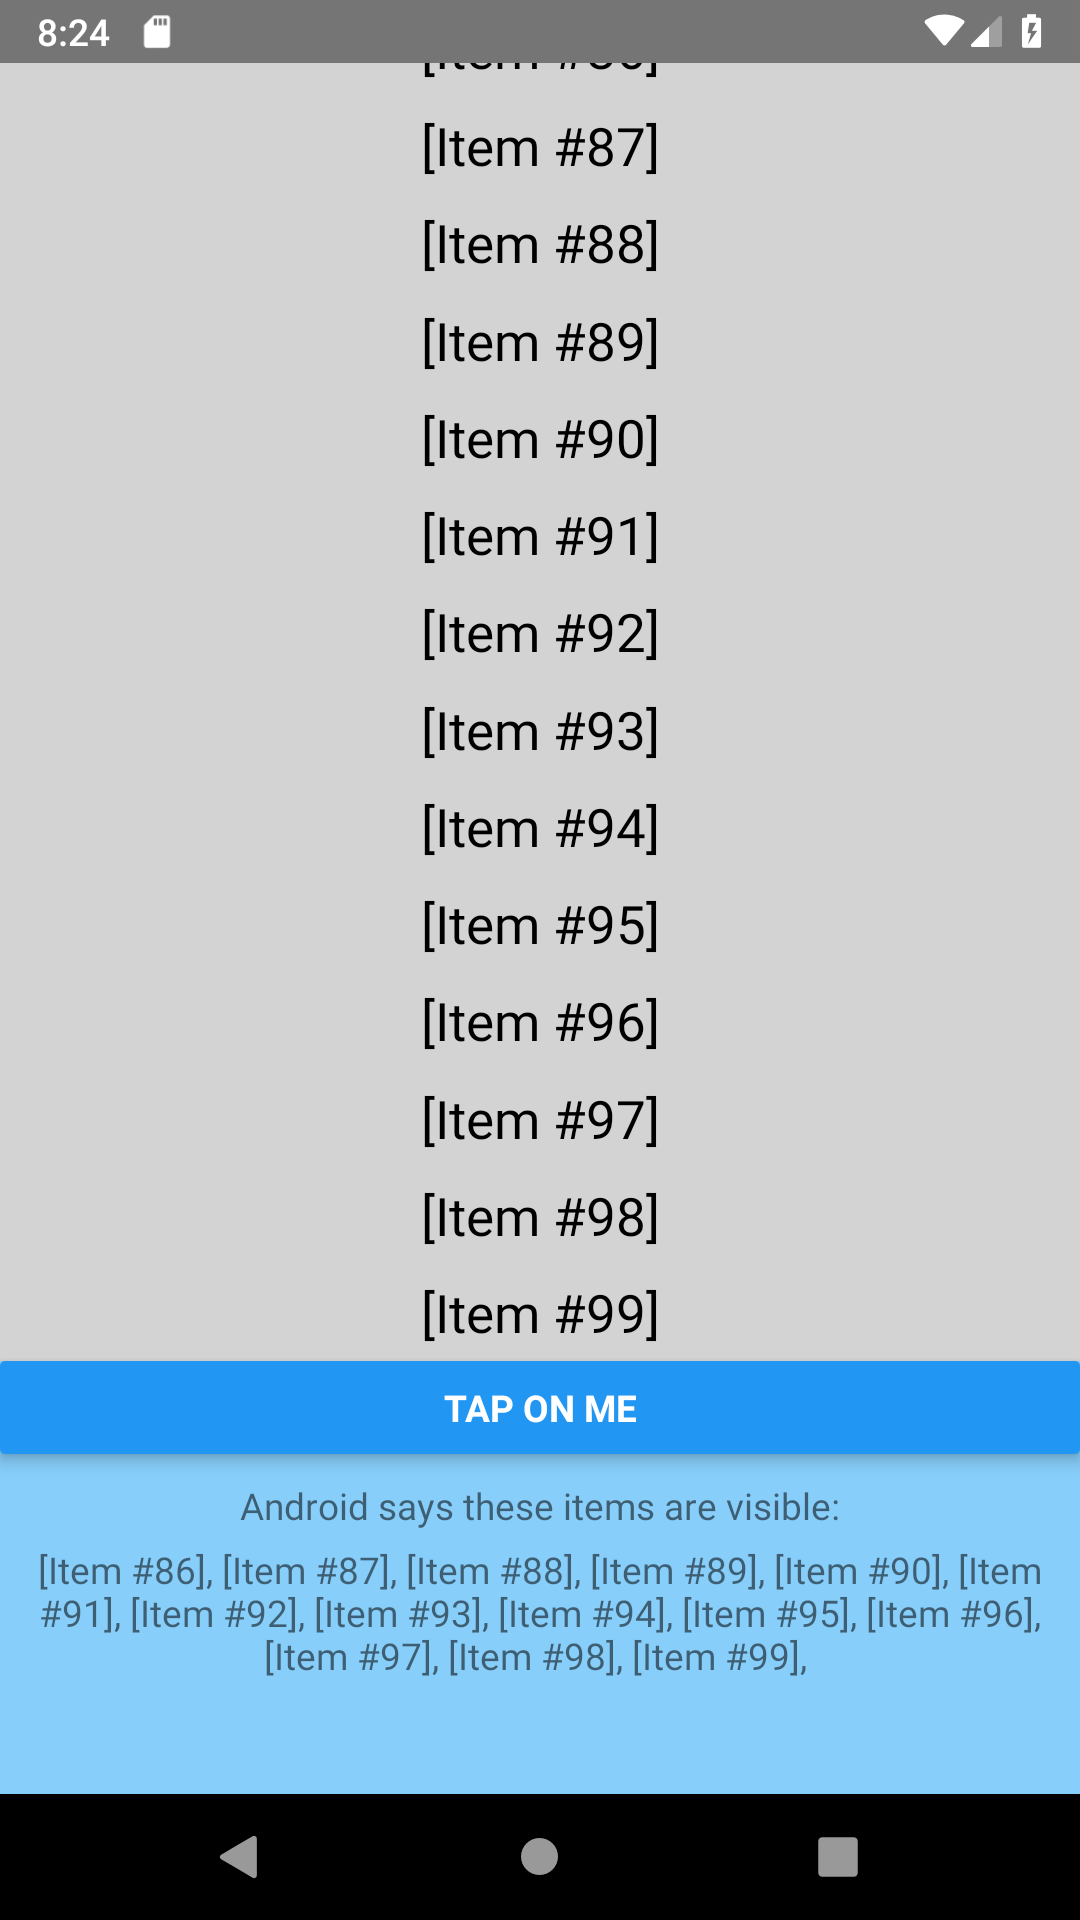 8:24
[Item #86]
[Item #87]
[Item #88]
[Item #89]
[Item #90]
[Item #91]
[Item #92]
[Item #93]
[Item #94]
[Item #95]
[Item #96]
[Item #97]
[Item #98]
[Item #99]
TAP ON ME
Android says these items are visible:
[Item #86], [Item #87], [Item #88], [Item #89], [Item #90], [Item
#91], [Item #92], [Item #93], [Item #94], [Item #95], [Item #96],
[Item #97], [Item #98], [Item #99],